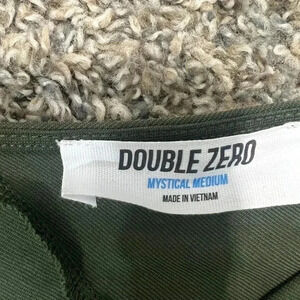 DOUBLE ZERO
MYSTICAL MEDIUM
MADE IN VIETNAM